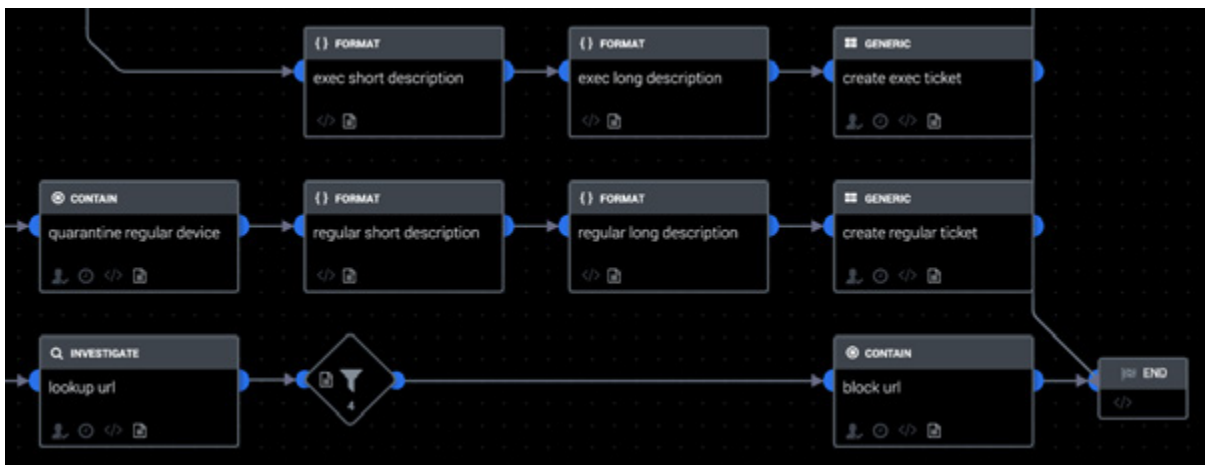 { } FORMAT
exec short description
</>
{ } FORMAT
exec long description
</>
GENERIC
create exec ticket
</>
CONTAIN
quarantine regular device
</>
{ } FORMAT
regular short description
</>
{ } FORMAT
regular long description
</>
GENERIC
create regular ticket
</>
INVESTIGATE
lookup url
</>
4
CONTAIN
block url
</>
END
</>